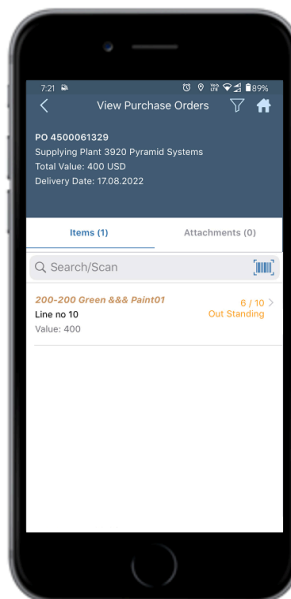 7:21
89%
View Purchase Orders
PO 4500061329
Supplying Plant 3920 Pyramid Systems
Total Value: 400 USD
Delivery Date: 17.08.2022
Items (1)
Attachments (0)
Search/Scan
200-200 Green &&& Paint01
6 / 10
Line no 10
Out Standing
Value: 400